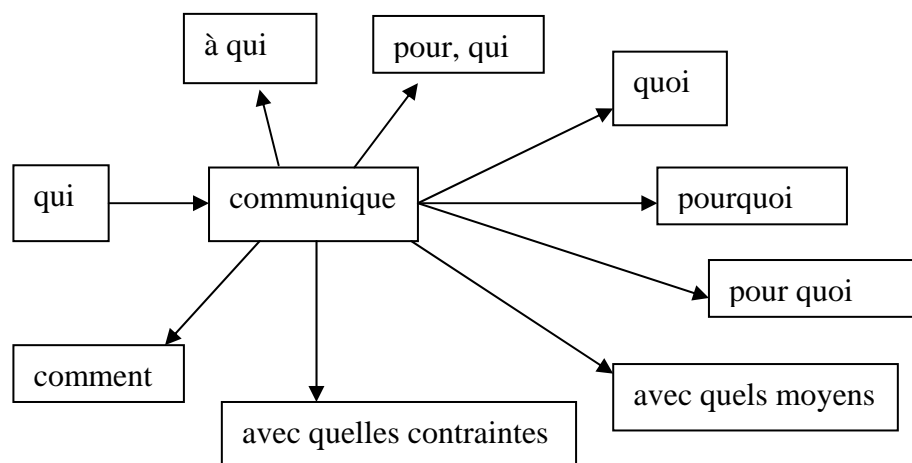 à qui
pour, qui
quoi
qui
communique
pourquoi
pour quoi
comment
avec quels moyens
avec quelles contraintes